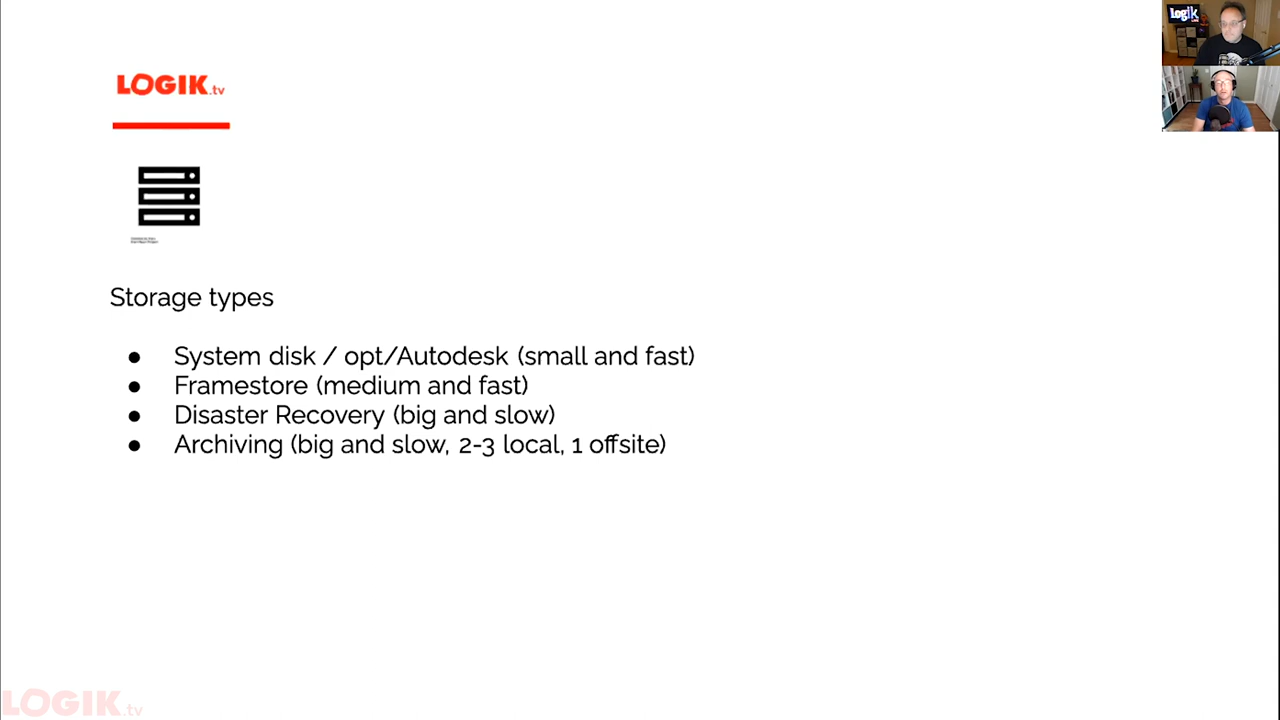 LOGIK.tv
Storage types
● System disk / opt/Autodesk (small and fast)
● Framestore (medium and fast)
● Disaster Recovery (big and slow)
● Archiving (big and slow, 2-3 local, 1 offsite)
LOGIK.tv
Logik